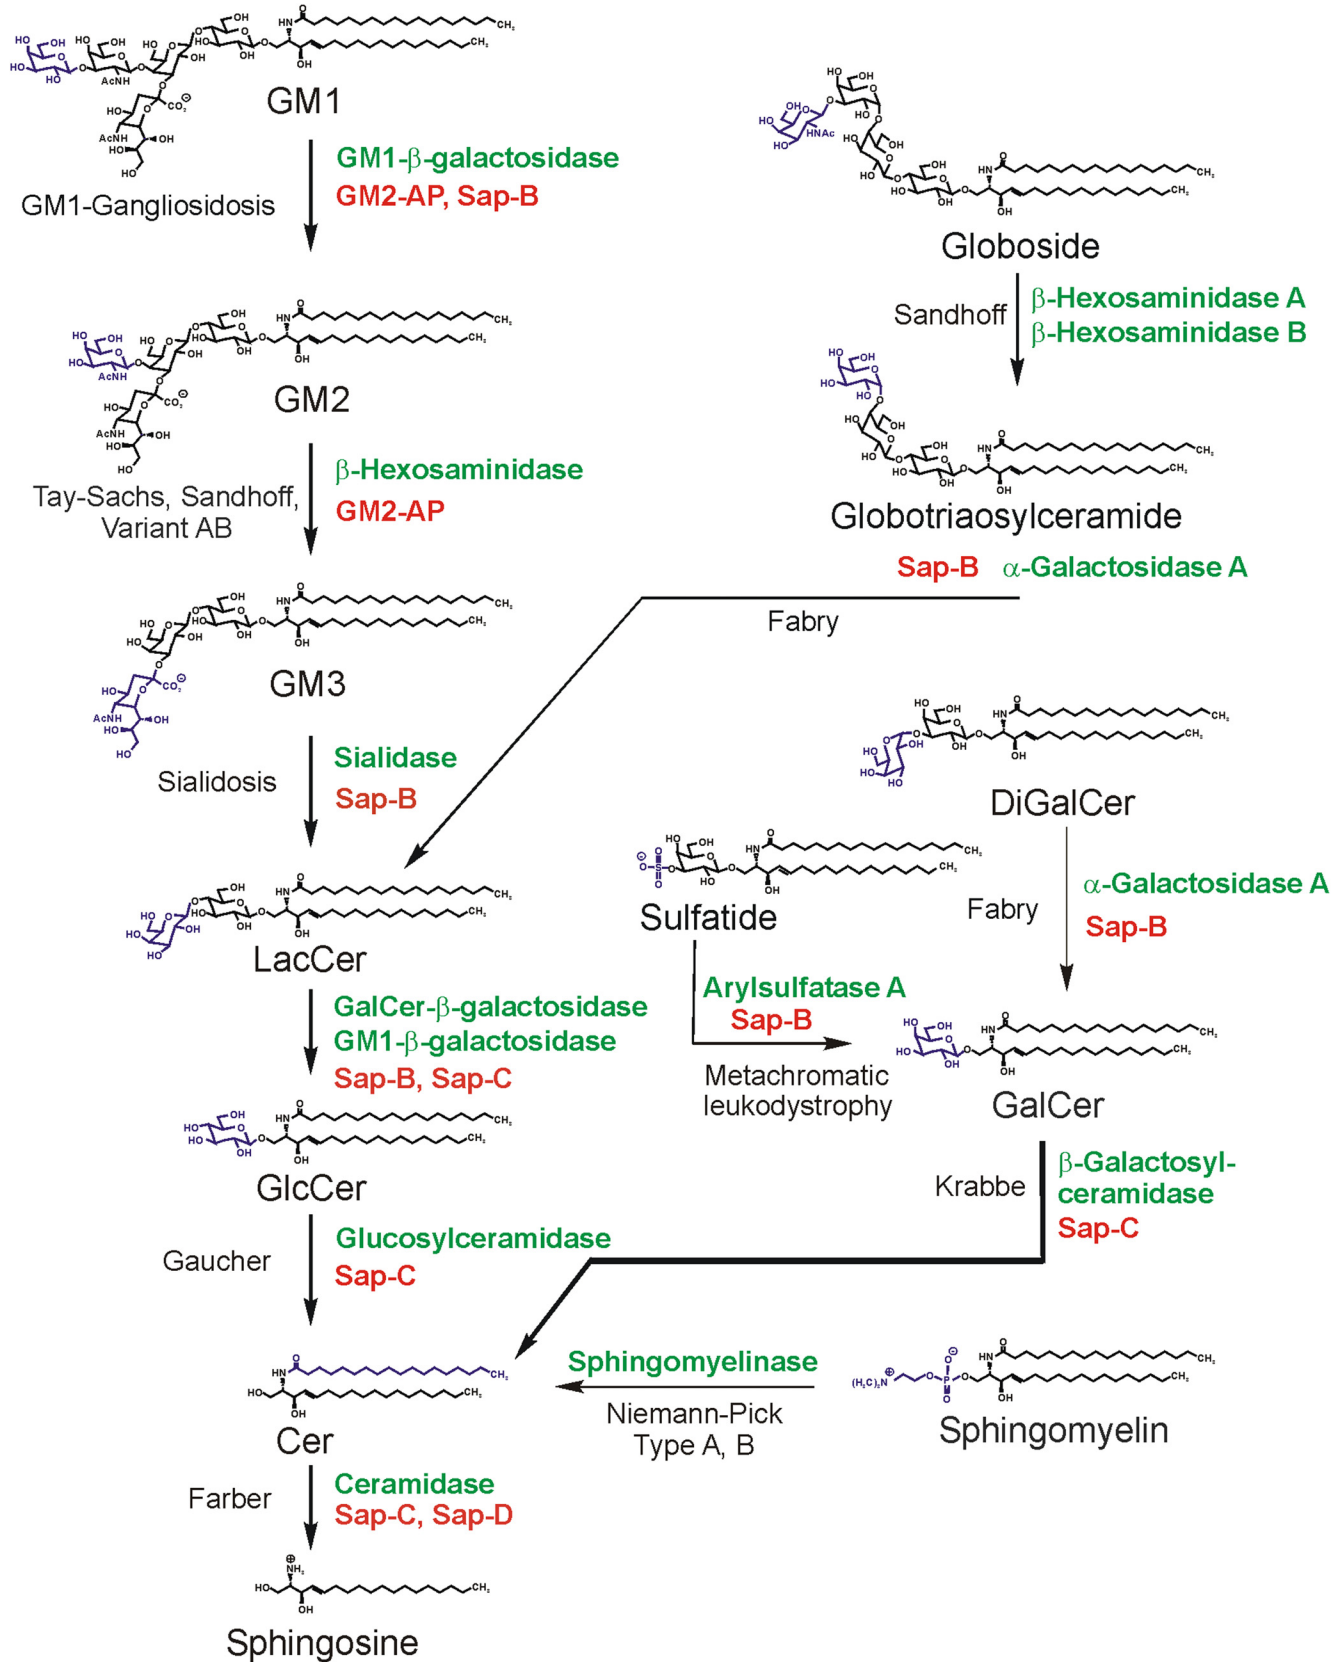 GM1
GM1-β-galactosidase
GM2-AP, Sap-B
GM1-Gangliosidosis
GM2
β-Hexosaminidase
GM2-AP
Tay-Sachs, Sandhoff,
Variant AB
GM3
Sialidase
Sap-B
Sialidosis
LacCer
GalCer-β-galactosidase
GM1-β-galactosidase
Sap-B, Sap-C
GlcCer
Glucosylceramidase
Sap-C
Gaucher
Cer
Ceramidase
Sap-C, Sap-D
Farber
Sphingosine
Globoside
Sandhoff
β-Hexosaminidase A
β-Hexosaminidase B
Globotriaosylceramide
Sap-B α-Galactosidase A
Fabry
DiGalCer
α-Galactosidase A
Sap-B
Fabry
Sulfatide
Arylsulfatase A
Sap-B
Metachromatic
leukodystrophy
GalCer
Krabbe
β-Galactosyl-
ceramidase
Sap-C
Sphingomyelinase
Niemann-Pick
Type A, B
Sphingomyelin